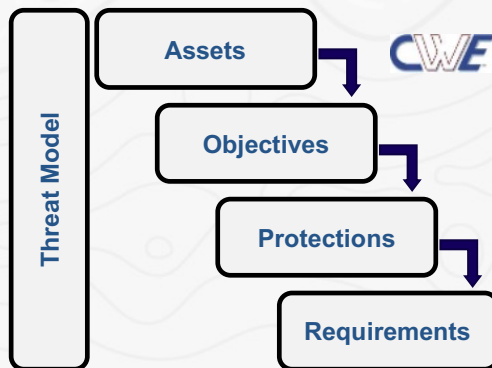 Threat Model
Assets
CWE
Objectives
Protections
Requirements